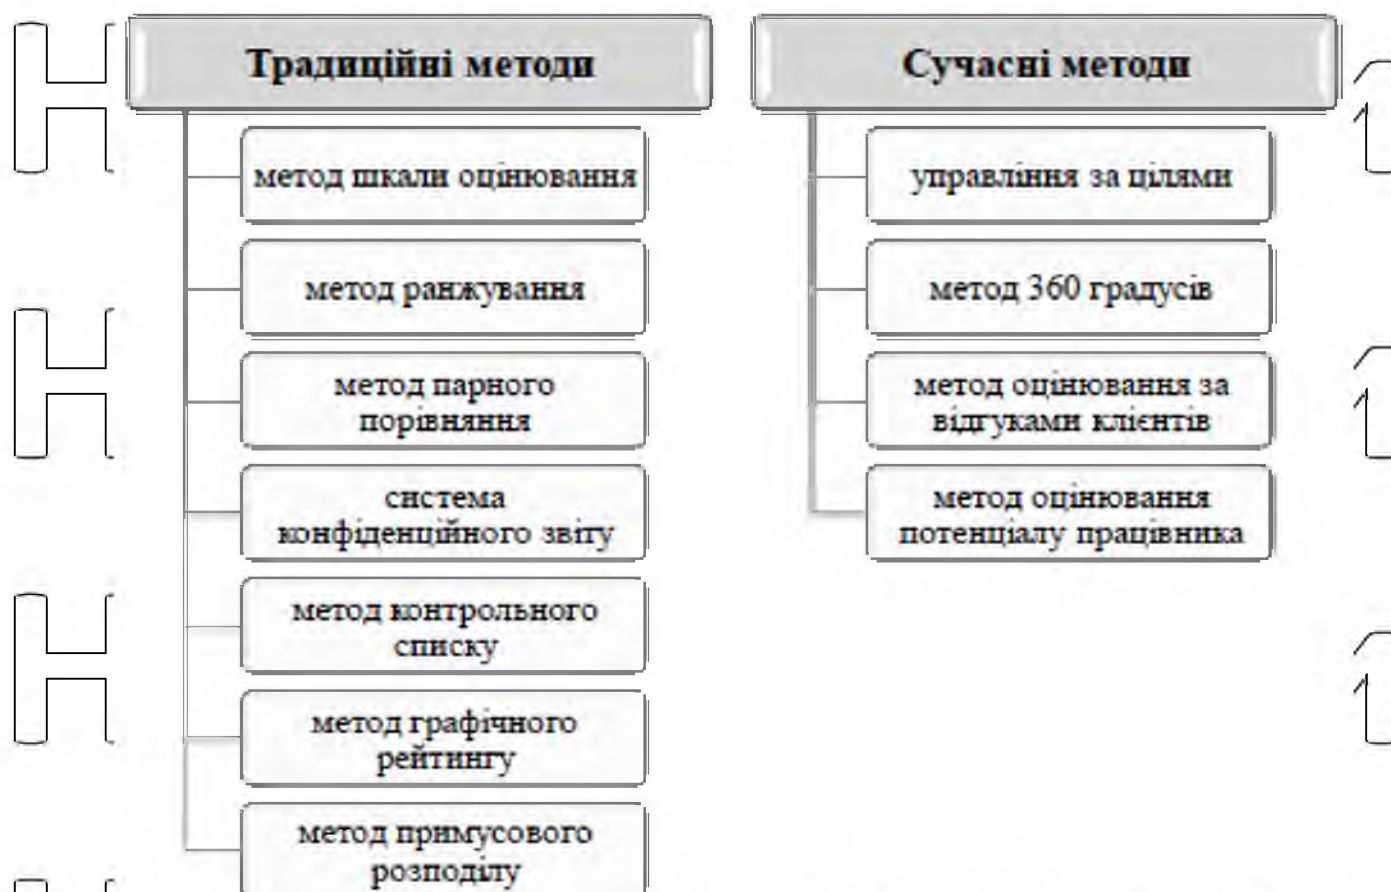 Традиційні методи
метод шкали оцінювання
метод ранжування
метод парного
порівняння
система
конфіденційного звіту
метод контрольного
списку
метод графічного
рейтингу
метод примусового
розподілу
Сучасні методи
управління за цілями
метод 360 градусів
метод оцінювання за
відгуками клієнтів
метод оцінювання
потенціалу працівника